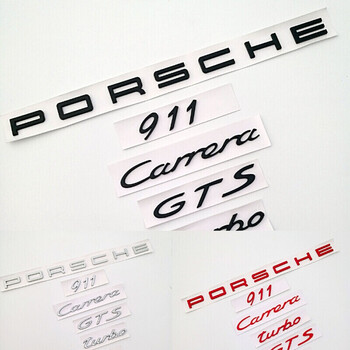 PORSCHE
911
Carrera
GTS
turbo
PORSCHE
911
Carrera
GTS
turbo
PORSCHE
911
Carrera
turbo
GTS